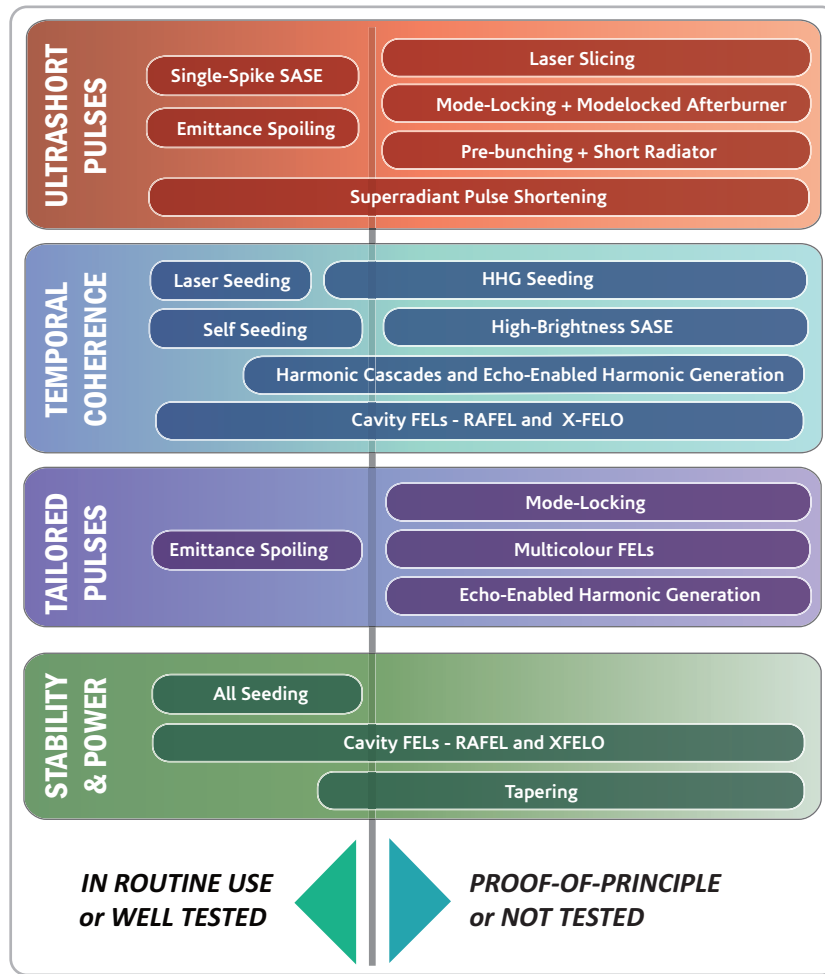 ULTRASHORT
PULSES
Single-Spike SASE
Emittance Spoiling
Laser Slicing
Mode-Locking + Modelocked Afterburner
Pre-bunching + Short Radiator
Superradiant Pulse Shortening
TEMPORAL
COHERENCE
Laser Seeding
HHG Seeding
Self Seeding
High-Brightness SASE
Harmonic Cascades and Echo-Enabled Harmonic Generation
Cavity FELs - RAFEL and X-FELO
TAILORED
PULSES
Emittance Spoiling
Mode-Locking
Multicolour FELs
Echo-Enabled Harmonic Generation
STABILITY
& POWER
All Seeding
Cavity FELs - RAFEL and XFELO
Tapering
IN ROUTINE USE
or WELL TESTED
PROOF-OF-PRINCIPLE
or NOT TESTED